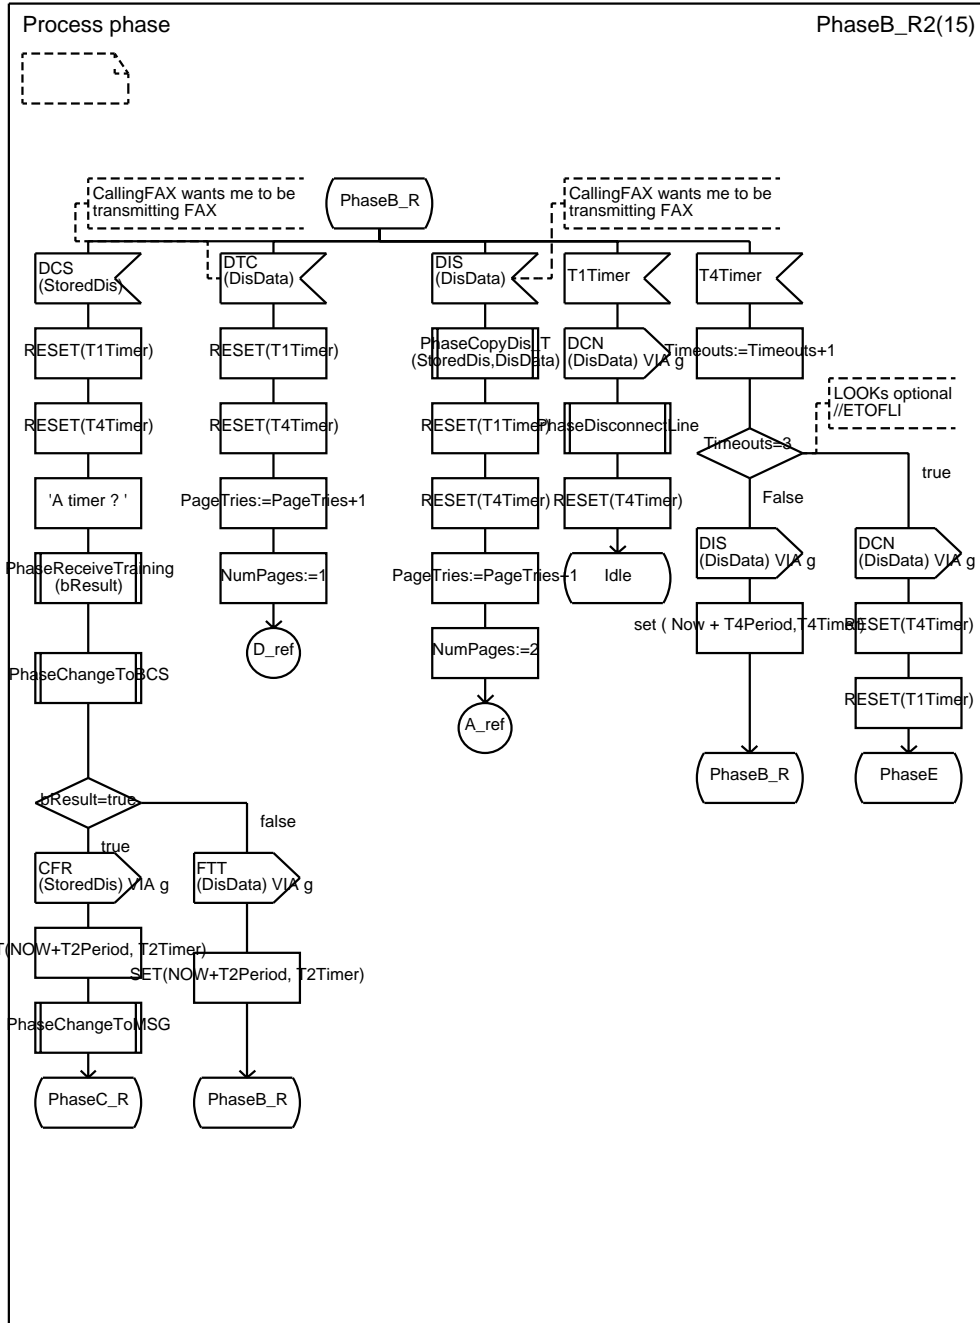 Process phase
PhaseB_R2(15)
CallingFAX wants me to be
transmitting FAX
PhaseB_R
CallingFAX wants me to be
transmitting FAX
DCS
(StoredDis)
DTC
(DisData)
DIS
(DisData)
T1Timer
T4Timer
RESET(T1Timer)
RESET(T1Timer)
PhaseCopyDis_T
(StoredDis,DisData)
DCN
(DisData) VIA g
Timeouts:=Timeouts+1
LOOKs optional
//ETOFLI
RESET(T4Timer)
RESET(T4Timer)
RESET(T1Timer)
PhaseDisconnectLine
Timeouts=3
true
False
'A timer ? '
PageTries:=PageTries+1
RESET(T4Timer)
RESET(T4Timer)
DIS
(DisData) VIA g
DCN
(DisData) VIA g
PhaseReceiveTraining
(bResult)
NumPages:=1
PageTries:=PageTries+1
Idle
set ( Now + T4Period,T4Timer)
RESET(T4Timer)
D_ref
NumPages:=2
PhaseChangeToBCS
RESET(T1Timer)
A_ref
PhaseB_R
PhaseE
bResult=true
false
true
CFR
(StoredDis) VIA g
FTT
(DisData) VIA g
T(NOW+T2Period, T2Timer)
SET(NOW+T2Period, T2Timer)
PhaseChangeToMSG
PhaseC_R
PhaseB_R